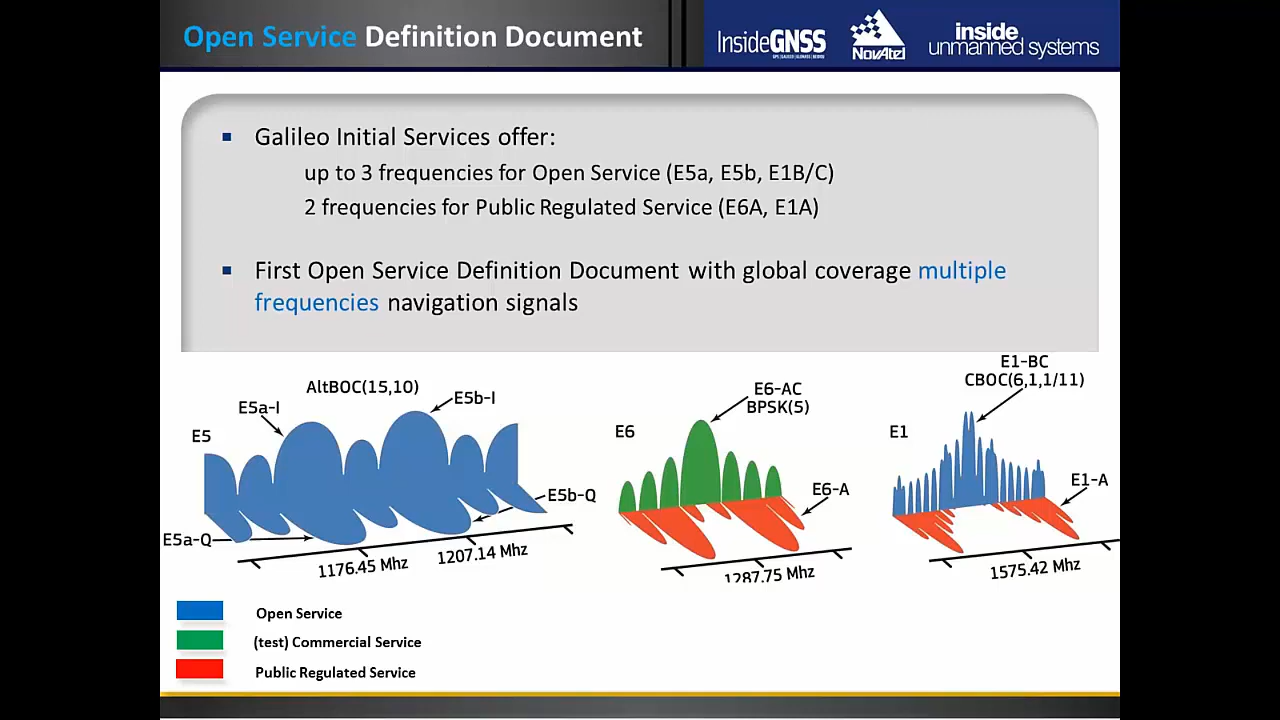 Open Service Definition Document
InsideGNSS
NovAtel
inside
unmanned systems
Galileo Initial Services offer:
up to 3 frequencies for Open Service (E5a, E5b, E1B/C)
2 frequencies for Public Regulated Service (E6A, E1A)
First Open Service Definition Document with global coverage multiple
frequencies navigation signals
AltBOC(15,10)
E5a-I
E5b-I
E5
E5b-Q
E5a-Q
1176.45 Mhz
1207.14 Mhz
E6-AC
BPSK(5)
E6
E6-A
1287.75 Mhz
E1-BC
CBOC(6,1,1/11)
E1
E1-A
1575.42 Mhz
Open Service
(test) Commercial Service
Public Regulated Service